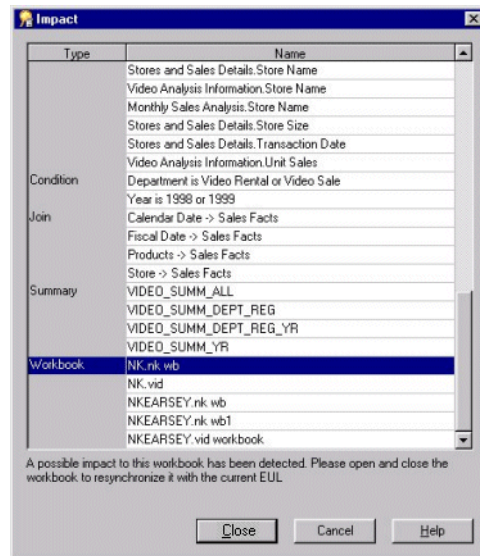 Impact
Type Name
Stores and Sales Details.Store Name
Video Analysis Information.Store Name
Monthly Sales Analysis.Store Name
Stores and Sales Details.Store Size
Stores and Sales Details.Transaction Date
Video Analysis Information.Unit Sales
Condition Department is Video Rental or Video Sale
Year is 1998 or 1999
Join Calendar Date -> Sales Facts
Fiscal Date -> Sales Facts
Products -> Sales Facts
Store -> Sales Facts
Summary VIDEO_SUMM_ALL
VIDEO_SUMM_DEPT_REG
VIDEO_SUMM_DEPT_REG_YR
VIDEO_SUMM_YR
Workbook NK.nk wb
NK.vid
NKEARSEY.nk wb
NKEARSEY.nk wb1
NKEARSEY.vid workbook
A possible impact to this workbook has been detected. Please open and close the
workbook to resynchronize it with the current EUL
Close Cancel Help